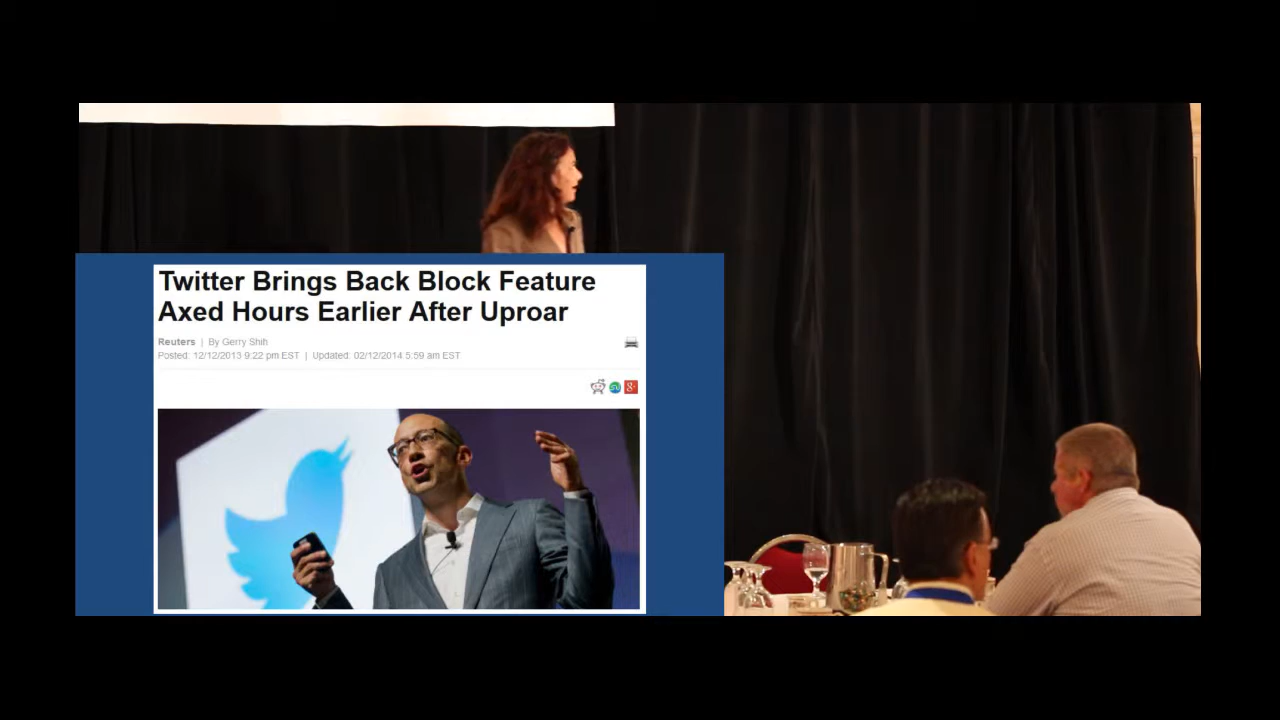 Twitter Brings Back Block Feature
Axed Hours Earlier After Uproar
Reuters | By Gerry Shih
Posted: 12/12/2013 9:22 pm EST | Updated: 02/12/2014 5:59 am EST